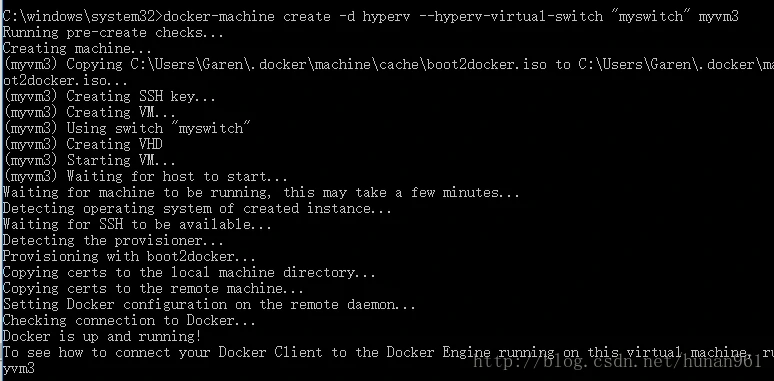 C:\windows\system32>docker-machine create -d hyperv --hyperv-virtual-switch "myswitch" myvm3
Running pre-create checks...
Creating machine...
(myvm3) Copying C:\Users\Garen\.docker\machine\cache\boot2docker.iso to C:\Users\Garen\.docker\ma
ot2docker.iso...
(myvm3) Creating SSH key...
(myvm3) Creating VM...
(myvm3) Using switch "myswitch"
(myvm3) Creating VHD
(myvm3) Starting VM...
(myvm3) Waiting for host to start...
Waiting for machine to be running, this may take a few minutes...
Detecting operating system of created instance...
Waiting for SSH to be available...
Detecting the provisioner...
Provisioning with boot2docker...
Copying certs to the local machine directory...
Copying certs to the remote machine...
Setting Docker configuration on the remote daemon...
Checking connection to Docker...
Docker is up and running!
To see how to connect your Docker Client to the Docker Engine running on this virtual machine, ru
yvm3
http://blog.csdn.net/hunan961